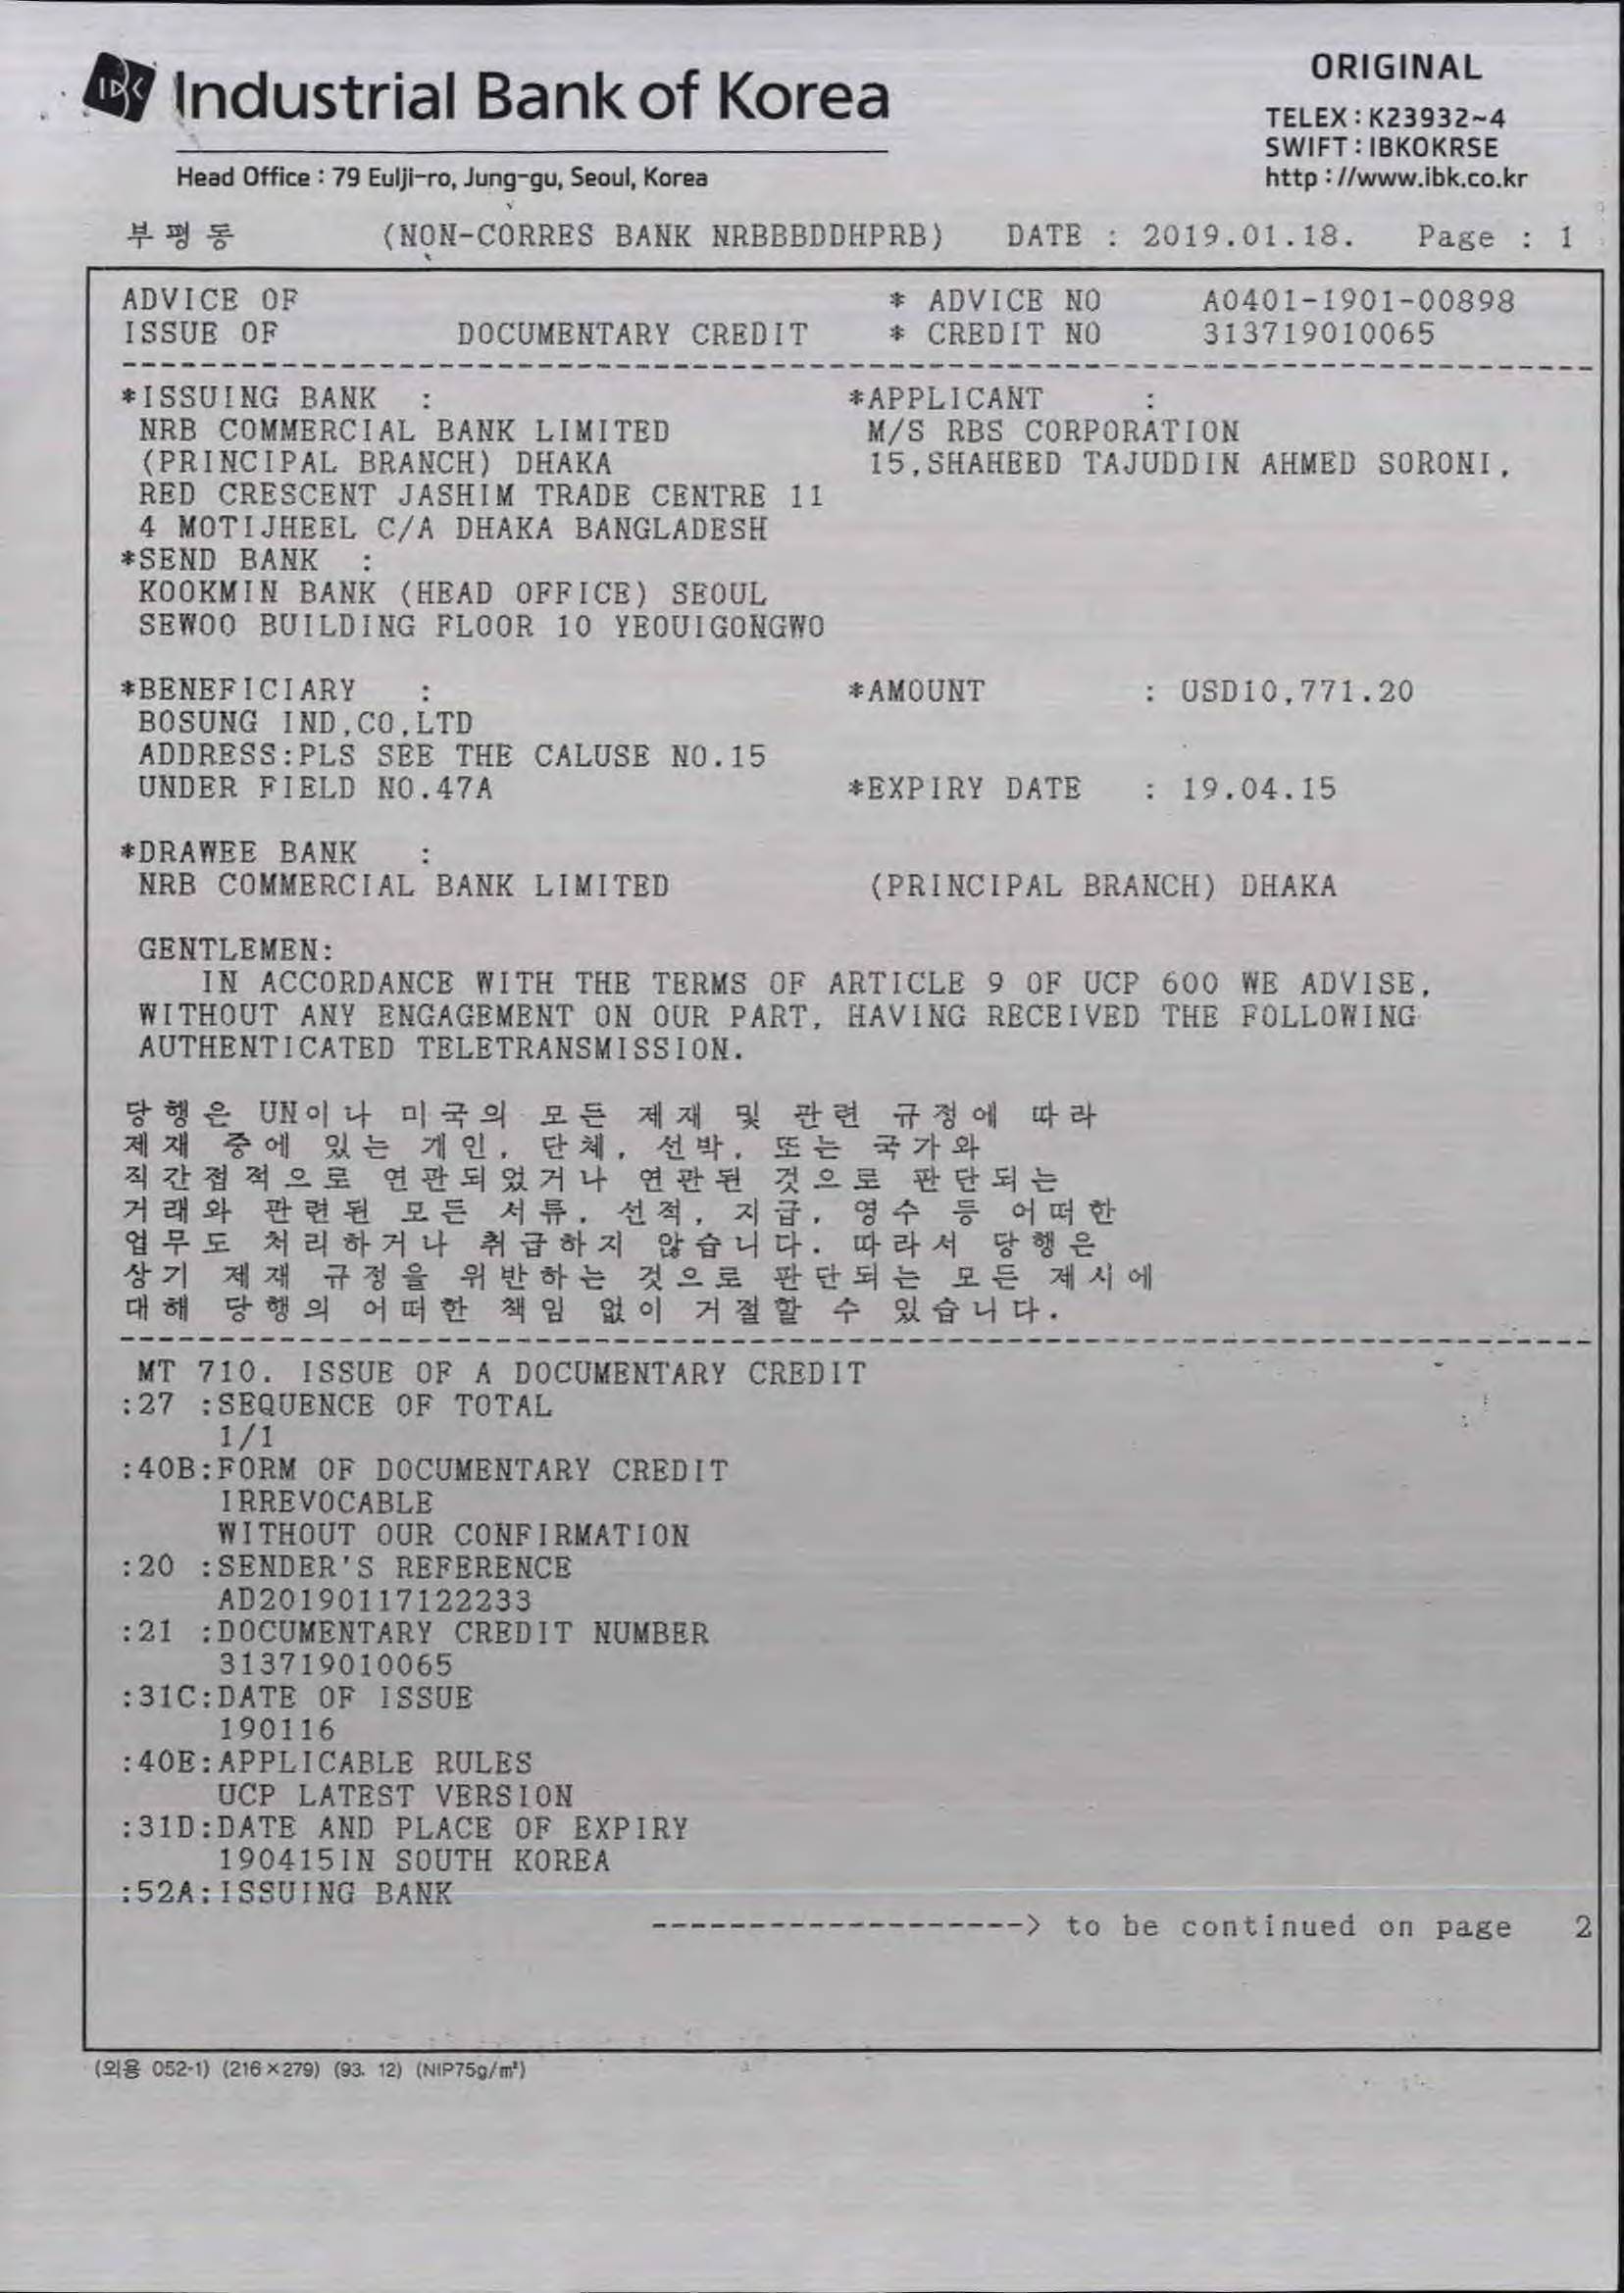 IBK Industrial Bank of Korea
ORIGINAL
TELEX : K23932~4
SWIFT : IBKOKRSE
Head Office : 79 Eulji-ro, Jung-gu, Seoul, Korea
http : //www.ibk.co.kr
부평동 (NON-CORRES BANK NRBBBDDHPRB) DATE : 2019.01.18. Page : 1
ADVICE OF * ADVICE NO A0401-1901-00898
ISSUE OF DOCUMENTARY CREDIT * CREDIT NO 313719010065
*ISSUING BANK : *APPLICANT :
NRB COMMERCIAL BANK LIMITED M/S RBS CORPORATION
(PRINCIPAL BRANCH) DHAKA 15,SHAHEED TAJUDDIN AHMED SORONI,
RED CRESCENT JASHIM TRADE CENTRE 11
4 MOTIJHEEL C/A DHAKA BANGLADESH
*SEND BANK :
KOOKMIN BANK (HEAD OFFICE) SEOUL
SEWOO BUILDING FLOOR 10 YEOUIGONGWO
*BENEFICIARY : *AMOUNT : USD10,771.20
BOSUNG IND,CO,LTD
ADDRESS:PLS SEE THE CALUSE NO.15
UNDER FIELD NO.47A *EXPIRY DATE : 19.04.15
*DRAWEE BANK :
NRB COMMERCIAL BANK LIMITED (PRINCIPAL BRANCH) DHAKA
GENTLEMEN:
IN ACCORDANCE WITH THE TERMS OF ARTICLE 9 OF UCP 600 WE ADVISE,
WITHOUT ANY ENGAGEMENT ON OUR PART, HAVING RECEIVED THE FOLLOWING
AUTHENTICATED TELETRANSMISSION.
당행은 UN이나 미국의 모든 제재 및 관련 규정에 따라
제재 중에 있는 개인, 단체, 선박, 또는 국가와
직간접적으로 연관되었거나 연관된 것으로 판단되는
거래와 관련된 모든 서류, 선적, 지급, 영수 등 어떠한
업무도 처리하거나 취급하지 않습니다. 따라서 당행은
상기 제재 규정을 위반하는 것으로 판단되는 모든 제시에
대해 당행의 어떠한 책임 없이 거절할 수 있습니다.
MT 710. ISSUE OF A DOCUMENTARY CREDIT
:27 :SEQUENCE OF TOTAL
1/1
:40B:FORM OF DOCUMENTARY CREDIT
IRREVOCABLE
WITHOUT OUR CONFIRMATION
:20 :SENDER'S REFERENCE
AD20190117122233
:21 :DOCUMENTARY CREDIT NUMBER
313719010065
:31C:DATE OF ISSUE
190116
:40E:APPLICABLE RULES
UCP LATEST VERSION
:31D:DATE AND PLACE OF EXPIRY
190415IN SOUTH KOREA
:52A:ISSUING BANK
-------------------> to be continued on page 2
(외용 052-1) (216×279) (93. 12) (NIP75g/m²)